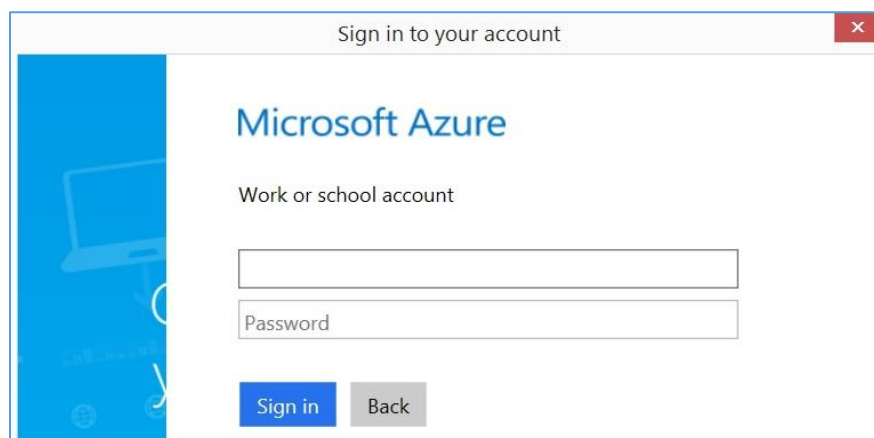 Sign in to your account
Microsoft Azure
Work or school account
Password
Sign in Back